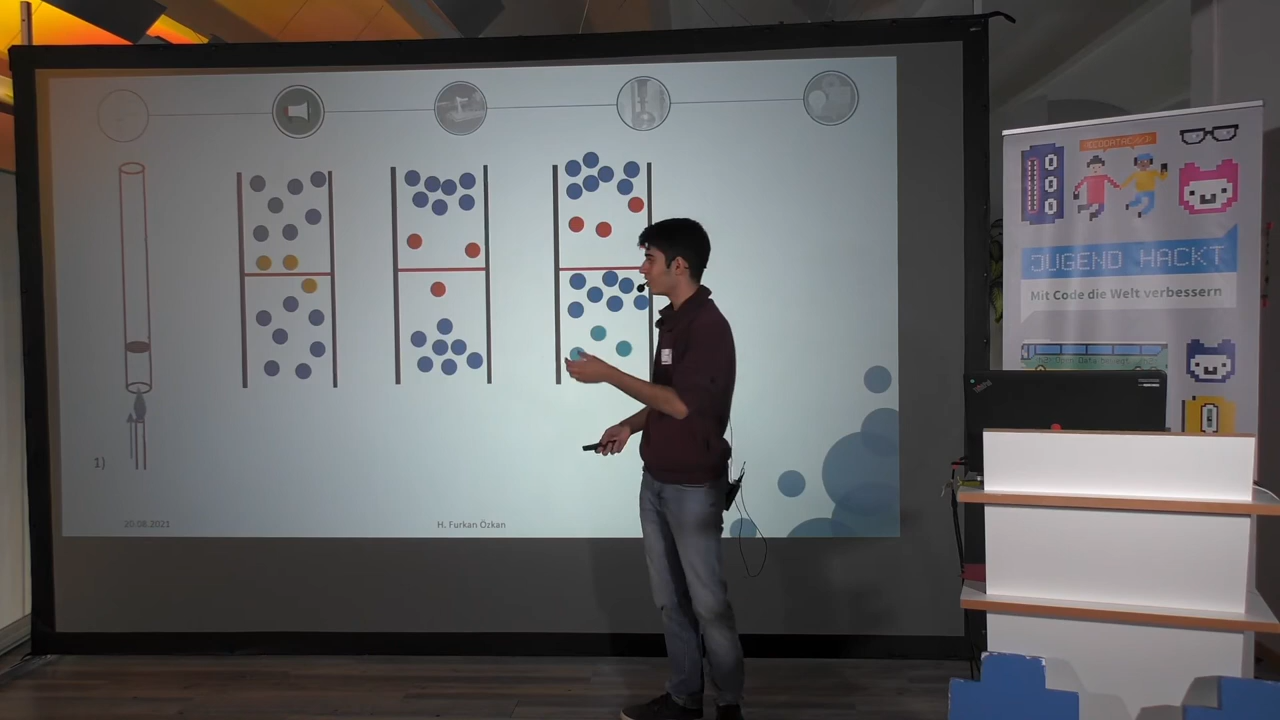 1)
20.08.2021
H. Furkan Özkan
JUGEND HACKT
Mit Code die Welt verbessern